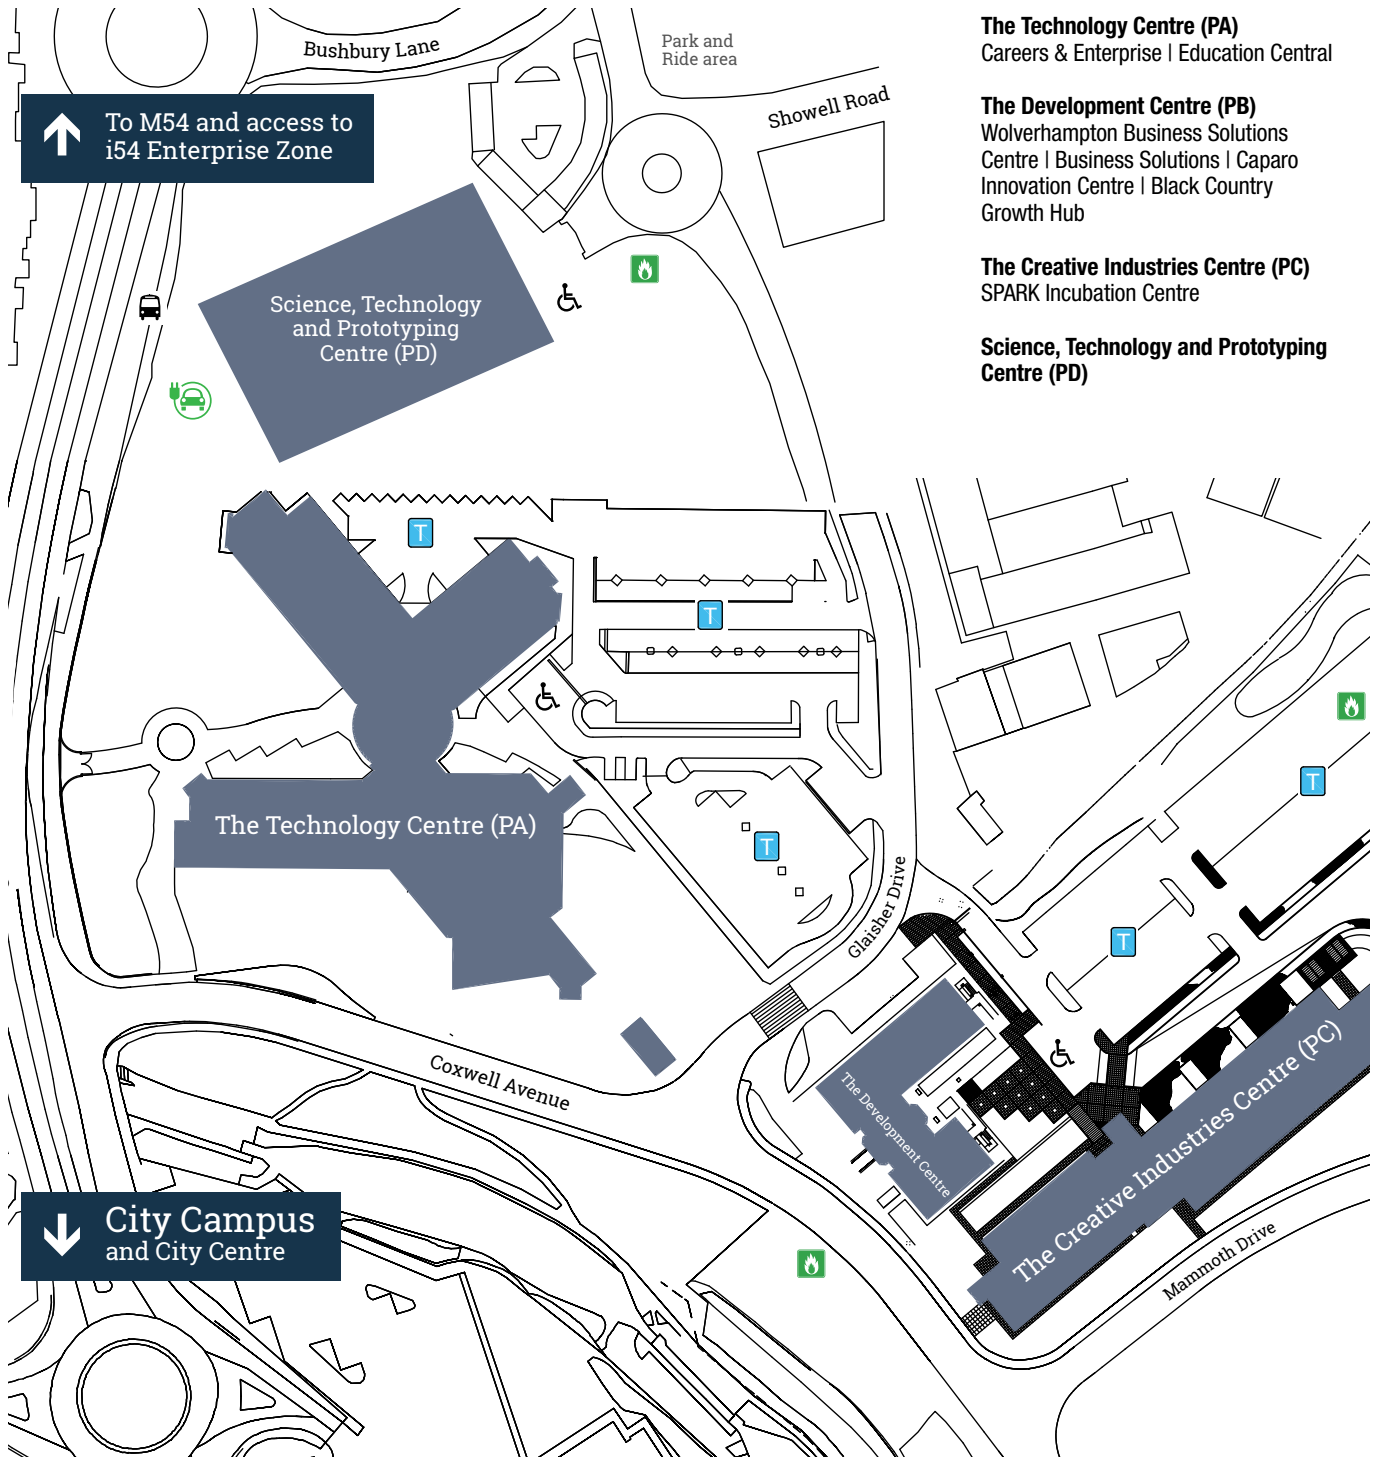 Bushbury Lane
Park and
Ride area
Showell Road
To M54 and access to
i54 Enterprise Zone
The Technology Centre (PA)
Careers & Enterprise | Education Central
The Development Centre (PB)
Wolverhampton Business Solutions
Centre | Business Solutions | Caparo
Innovation Centre | Black Country
Growth Hub
The Creative Industries Centre (PC)
SPARK Incubation Centre
Science, Technology and Prototyping
Centre (PD)
Science, Technology
and Prototyping
Centre (PD)
T
T
T
T
T
The Technology Centre (PA)
Glaisher Drive
Coxwell Avenue
The Development Centre
The Creative Industries Centre (PC)
Mammoth Drive
City Campus
and City Centre